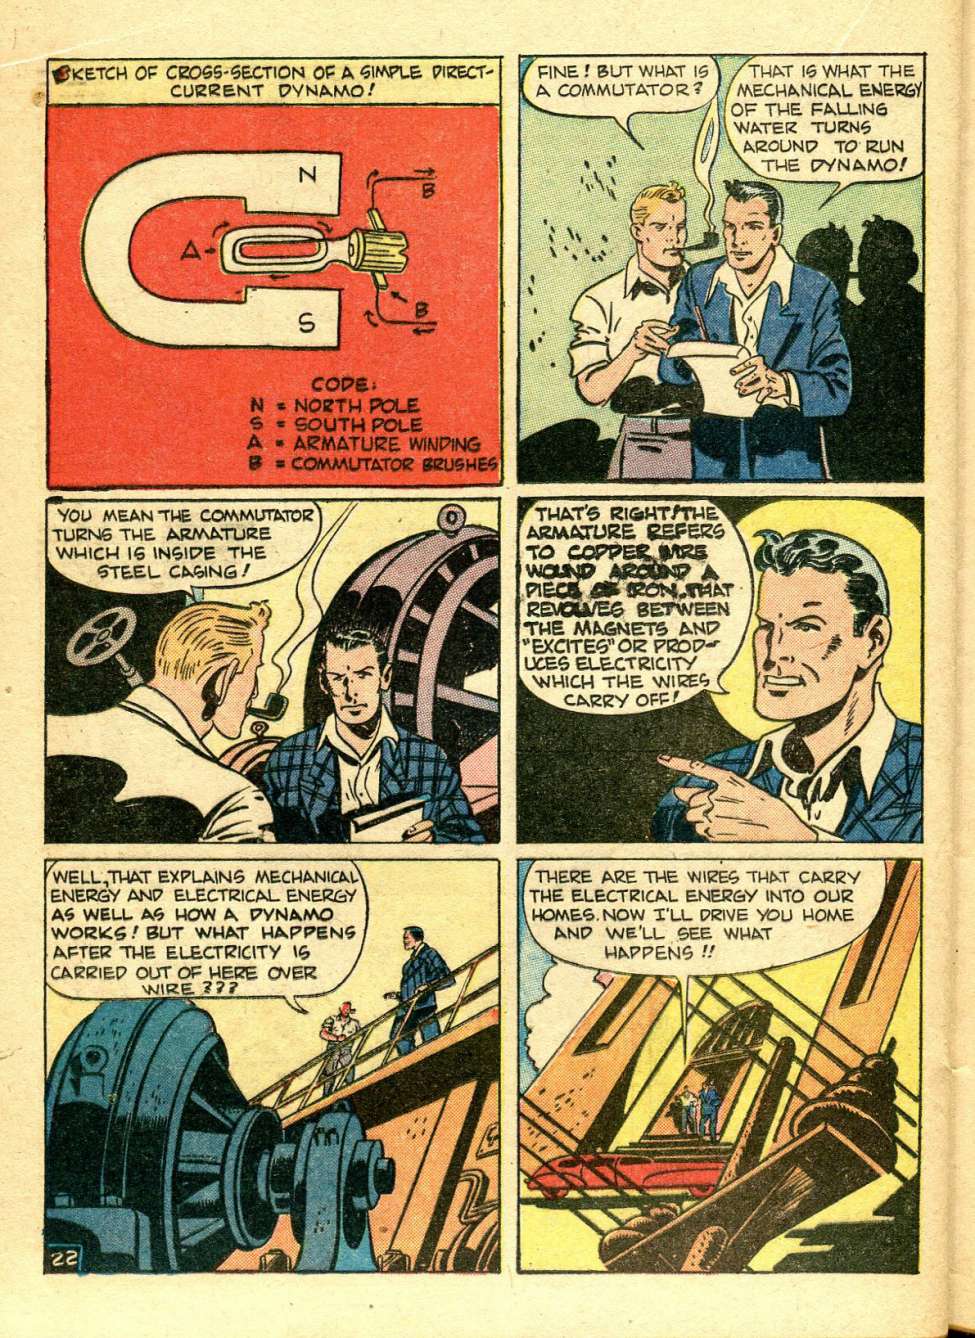 SKETCH OF CROSS-SECTION OF A SIMPLE DIRECT-
CURRENT DYNAMO!
N
B
A
B
S
CODE:
N = NORTH POLE
S = SOUTH POLE
A = ARMATURE WINDING
B = COMMUTATOR BRUSHES
FINE! BUT WHAT IS
A COMMUTATOR?
THAT IS WHAT THE
MECHANICAL ENERGY
OF THE FALLING
WATER TURNS
AROUND TO RUN
THE DYNAMO!
YOU MEAN THE COMMUTATOR
TURNS THE ARMATURE
WHICH IS INSIDE THE
STEEL CASING!
THAT'S RIGHT! THE
ARMATURE REFERS
TO COPPER WIRE
WOUND AROUND A
PIECE OF IRON, THAT
REVOLVES BETWEEN
THE MAGNETS AND
"EXCITES" OR PROD-
UCES ELECTRICITY
WHICH THE WIRES
CARRY OFF!
WELL, THAT EXPLAINS MECHANICAL
ENERGY AND ELECTRICAL ENERGY
AS WELL AS HOW A DYNAMO
WORKS! BUT WHAT HAPPENS
AFTER THE ELECTRICITY IS
CARRIED OUT OF HERE OVER
WIRE???
22
THERE ARE THE WIRES THAT CARRY
THE ELECTRICAL ENERGY INTO OUR
HOMES. NOW I'LL DRIVE YOU HOME
AND WE'LL SEE WHAT
HAPPENS!!